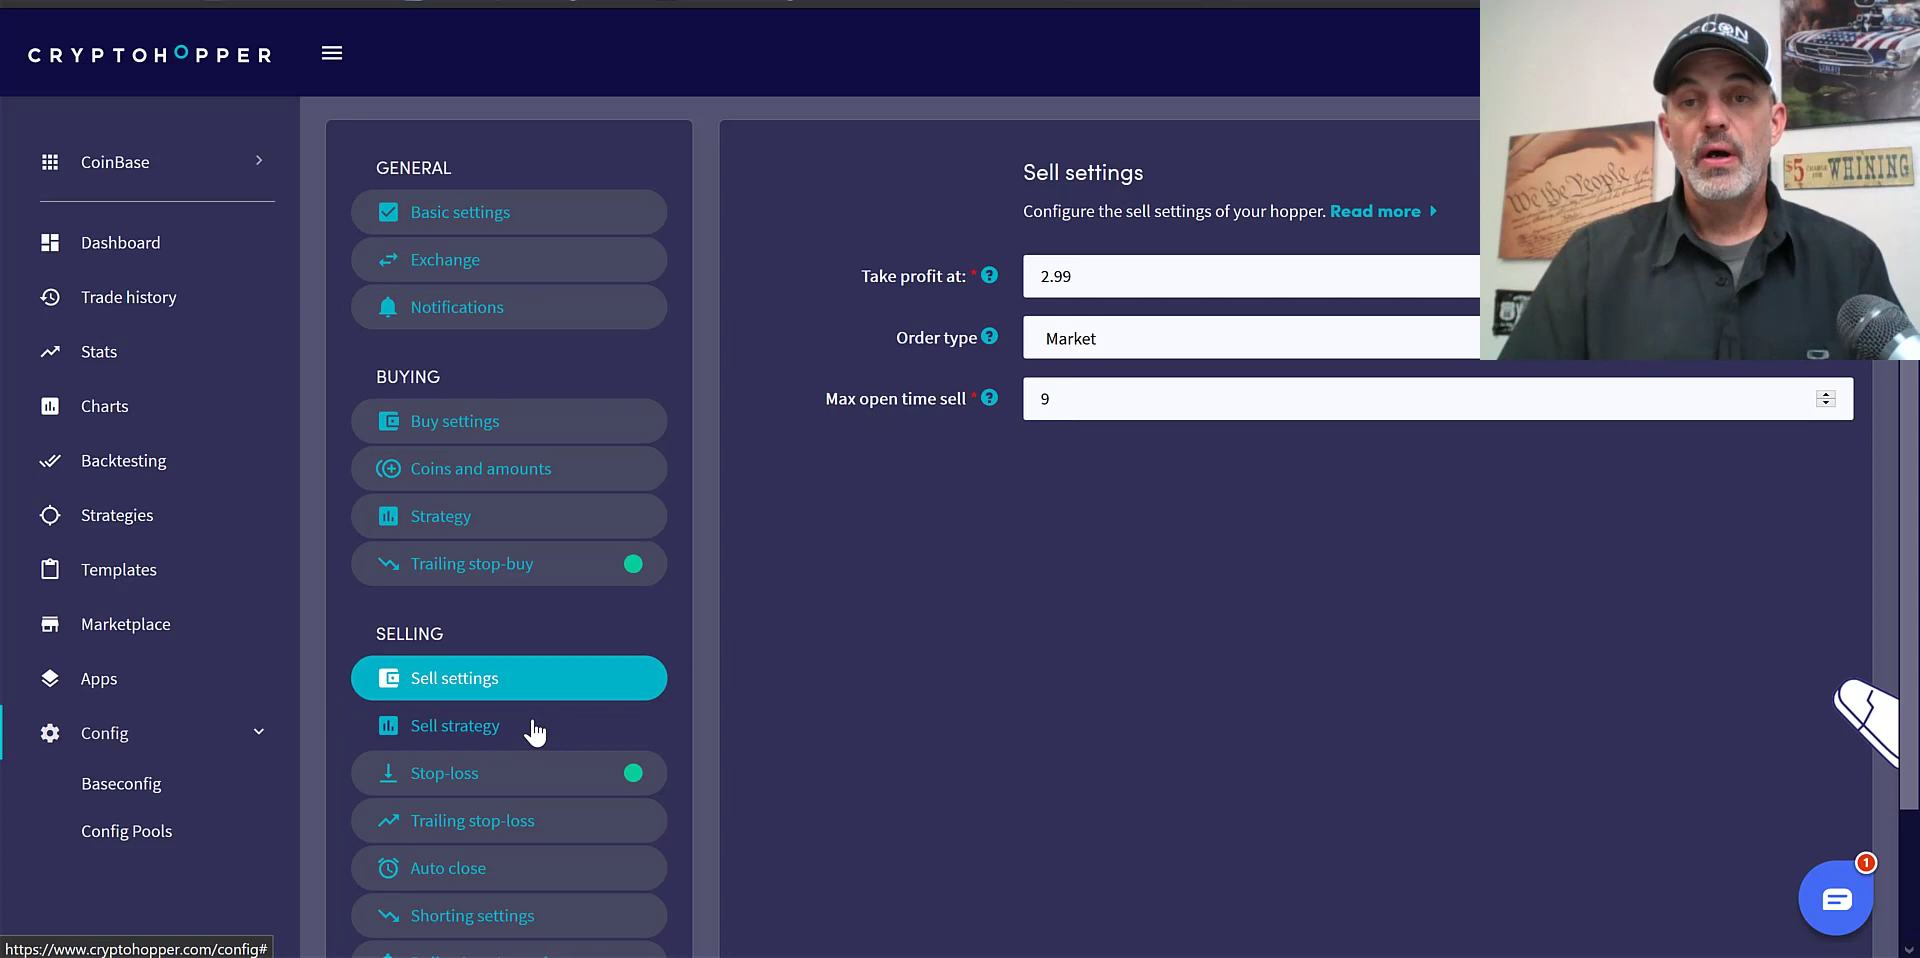 CRYPTOHOPPER
CoinBase
Dashboard
Trade history
Stats
Charts
Backtesting
Strategies
Templates
Marketplace
Apps
Config
Baseconfig
Config Pools
https://www.cryptohopper.com/config#
GENERAL
Basic settings
Exchange
Notifications
BUYING
Buy settings
Coins and amounts
Strategy
Trailing stop-buy
SELLING
Sell settings
Sell strategy
Stop-loss
Trailing stop-loss
Auto close
Shorting settings
Sell settings
Configure the sell settings of your hopper. Read more
Take profit at: * ?
2.99
Order type ?
Market
Max open time sell * ?
9
We the People
$5 CHARGE FOR WHINING
1